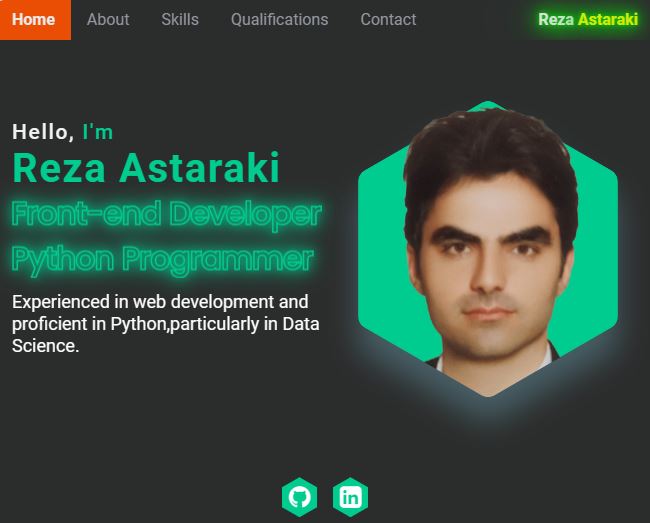 Home About Skills Qualifications Contact Reza Astaraki
Hello, I'm
Reza Astaraki
Front-end Developer
Python Programmer
Experienced in web development and
proficient in Python,particularly in Data
Science.
in